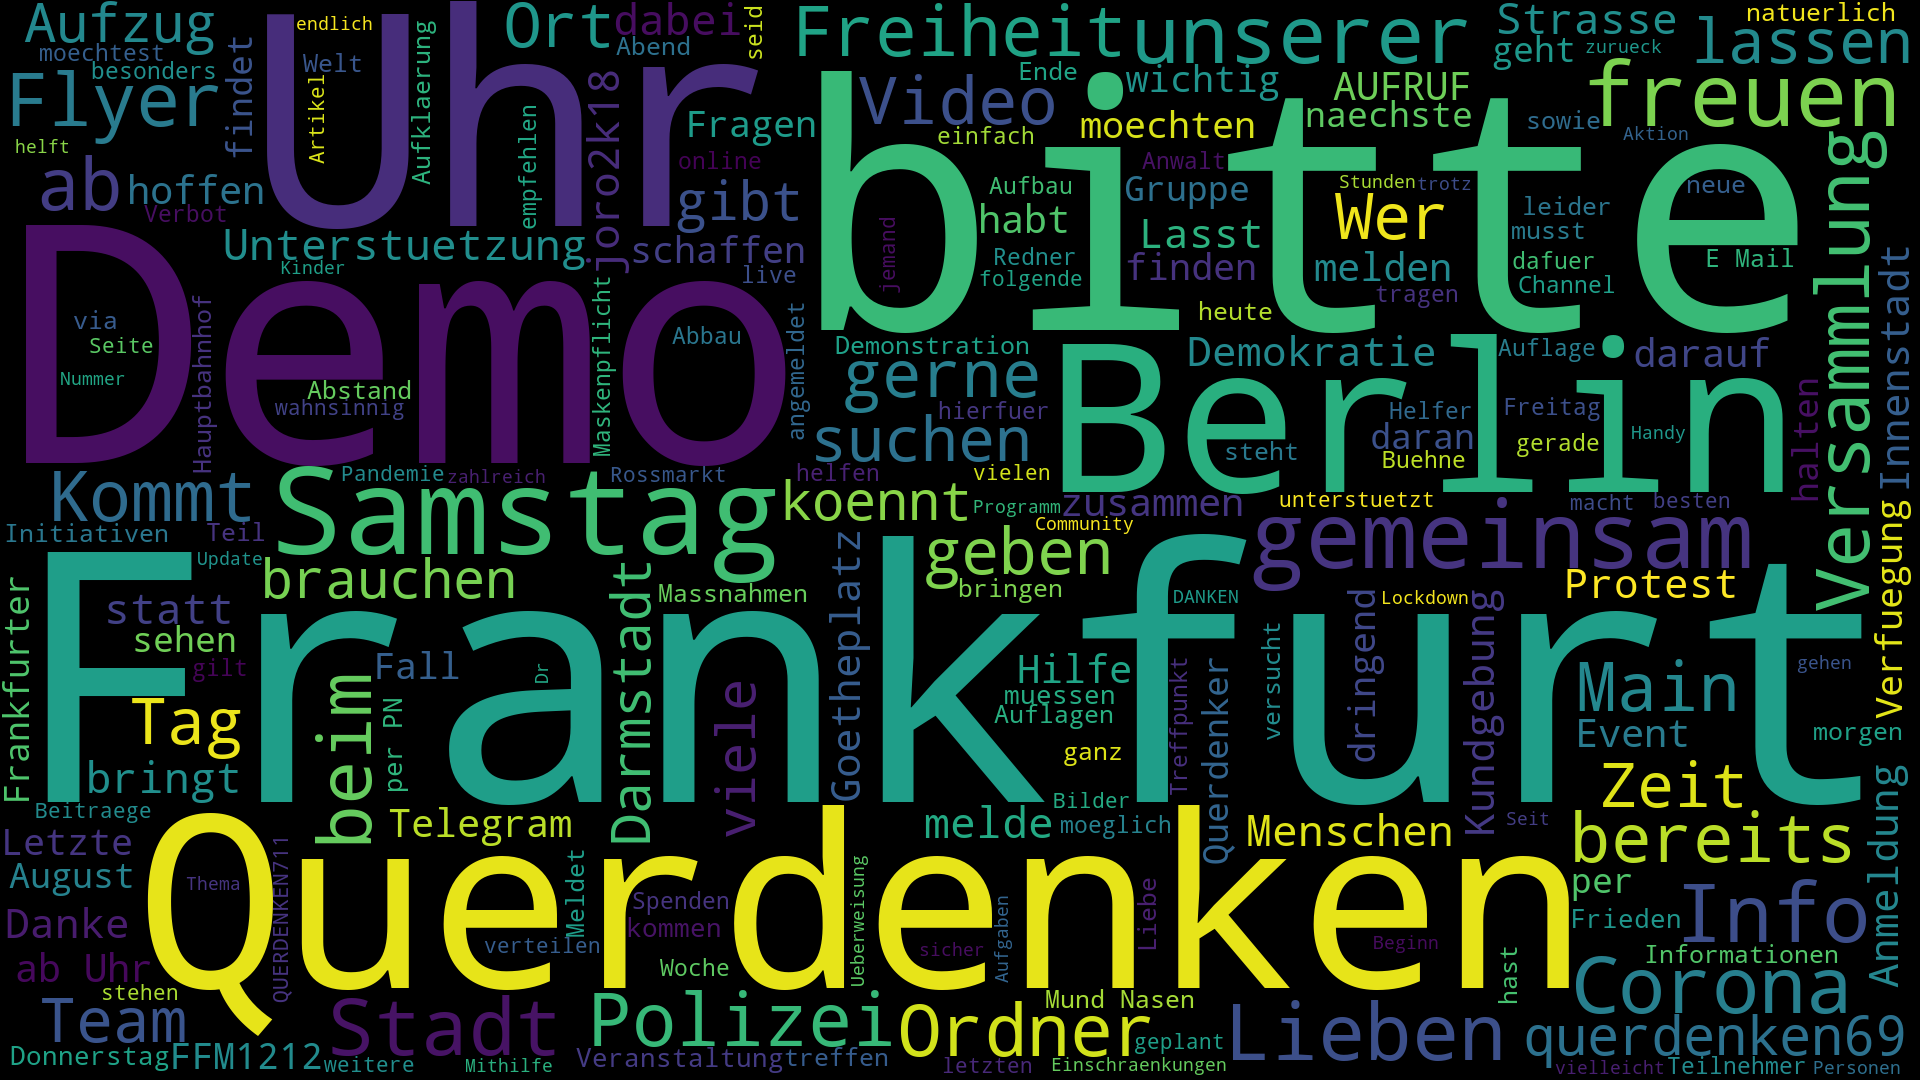 Aufzug
moechtest
besonders
Flyer
helft
findet
endlich
Welt
Artikel
Aufklaerung
Uhr
Ort
dabei
Abend
seid
Freiheit
unserer
Strasse
natuerlich
geht
zurueck
lassen
Ende
wichtig
AUFRUF
freuen
Video
moechten
naechste
sowie
Aktion
Fragen
einfach
ab
hoffen
Verbot
empfehlen
joro2k18
online
gibt
bitte
Anwalt
Stunden
trotz
neue
Aufbau
Gruppe
Wer
leider
musst
habt
Lasst
Unterstuetzung
schaffen
jemand
Redner
finden
melden
dafuer
E Mail
Kinder
live
folgende
tragen
Channel
Versammlung
Innenstadt
Demo
via
Seite
Nummer
Hauptbahnhof
Maskenpflicht
Abbau
angemeldet
heute
Demonstration
Berlin
Demokratie
Auflage
darauf
Abstand
wahnsinnig
gerne
hierfuer
Helfer
Freitag
halten
suchen
daran
gerade
Handy
steht
Buehne
Kommt
Samstag
Pandemie
zahlreich
Rossmarkt
helfen
vielen
koennt
Programm
zusammen
unterstuetzt
macht
besten
Initiativen
Teil
Community
gemeinsam
Verfuegung
Update
Frankfurt
brauchen
geben
bringen
Massnahmen
Goetheplatz
Darmstadt
DANKEN
Lockdown
Protest
Frankfurter
statt
sehen
gilt
beim
Fall
per PN
Dr
viele
Hilfe
muessen
Auflagen
ganz
Treffpunkt
Querdenker
versucht
dringend
Kundgebung
Main
gehen
Event
morgen
Tag
bringt
Zeit
Beitraege
Telegram
Bilder
melde
moeglich
Menschen
Seit
bereits
Anmeldung
Letzte
August
Thema
QUERDENKEN711
Querdenken
Meldet
Spenden
kommen
Ueberweisung
Liebe
per
Frieden
Info
Danke
verteilen
sicher
Aufgaben
Beginn
ab Uhr
Woche
hast
Informationen
stehen
Team
Stadt
Polizei
Mund Nasen
Ordner
geplant
Lieben
Corona
querdenken69
Donnerstag
FFM1212
weitere
Mithilfe
Veranstaltung
treffen
letzten
Einschraenkungen
vielleicht
Teilnehmer
Personen